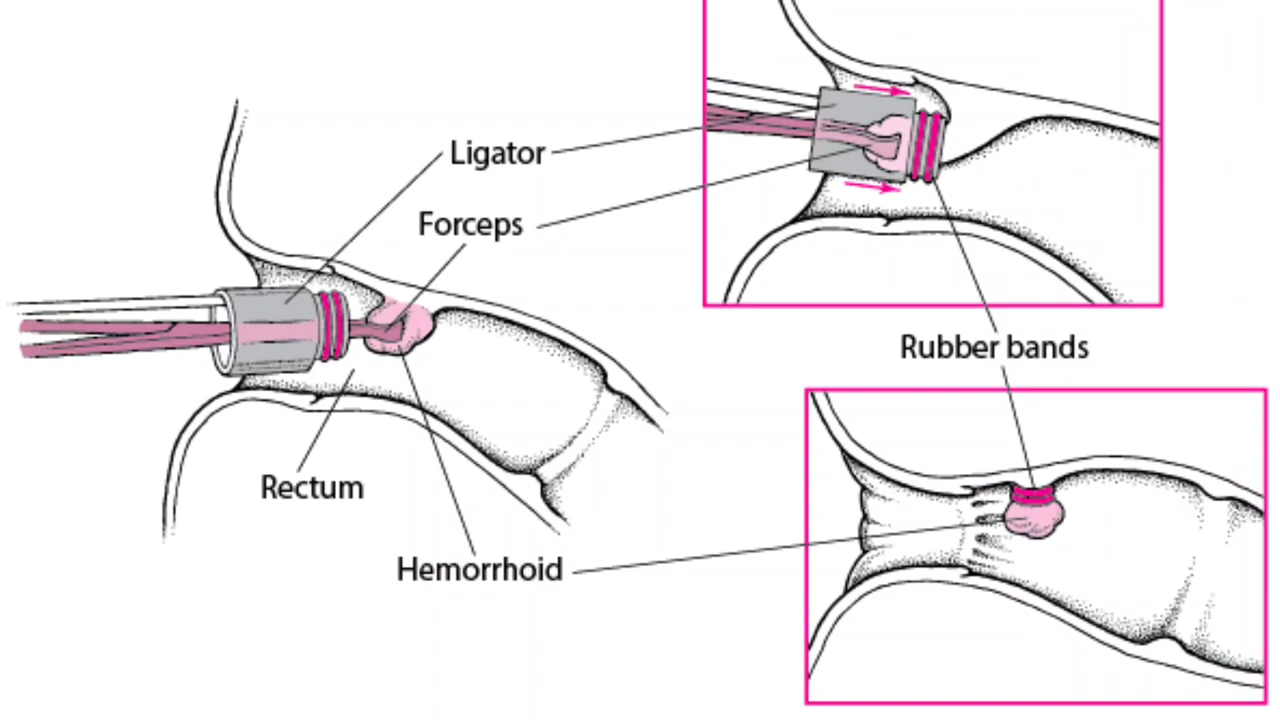 Ligator
Forceps
Rubber bands
Rectum
Hemorrhoid